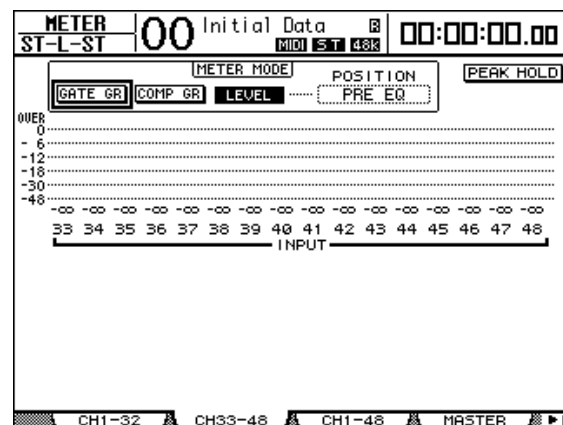 METER
ST-L-ST
00
Initial Data
R
MIDI ST 48k
00:00:00.00
METER MODE
POSITION
PEAK HOLD
GATE GR COMP GR LEVEL PRE EQ
OVER
0
- 6
-12
-18
-30
-48
-∞ -∞ -∞ -∞ -∞ -∞ -∞ -∞ -∞ -∞ -∞ -∞ -∞ -∞ -∞ -∞
33 34 35 36 37 38 39 40 41 42 43 44 45 46 47 48
INPUT
CH1-32 CH33-48 CH1-48 MASTER